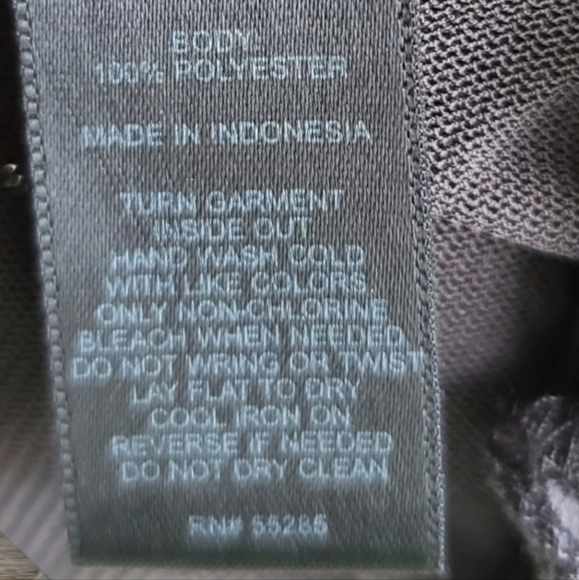 BODY
100% POLYESTER
MADE IN INDONESIA
TURN GARMENT
INSIDE OUT
HAND WASH COLD
WITH LIKE COLORS
ONLY NON-CHLORINE
BLEACH WHEN NEEDED
DO NOT WRING OR TWIST
LAY FLAT TO DRY
COOL IRON ON
REVERSE IF NEEDED
DO NOT DRY CLEAN
RN# 55285